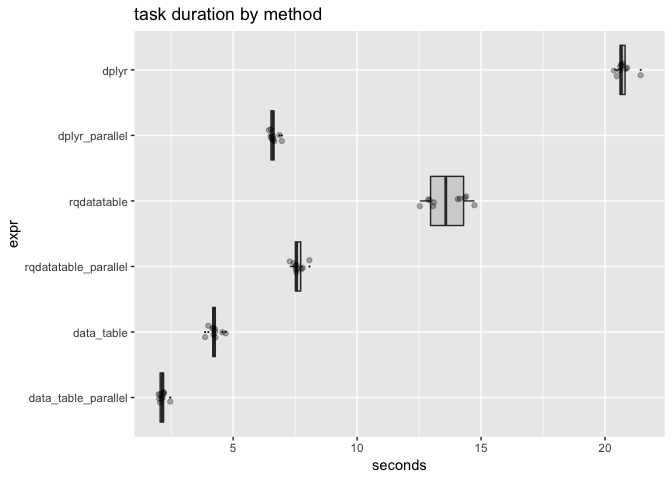 task duration by method
dplyr
dplyr_parallel
rqdatatable
rqdatatable_parallel
data_table
data_table_parallel
expr
5 10 15 20
seconds